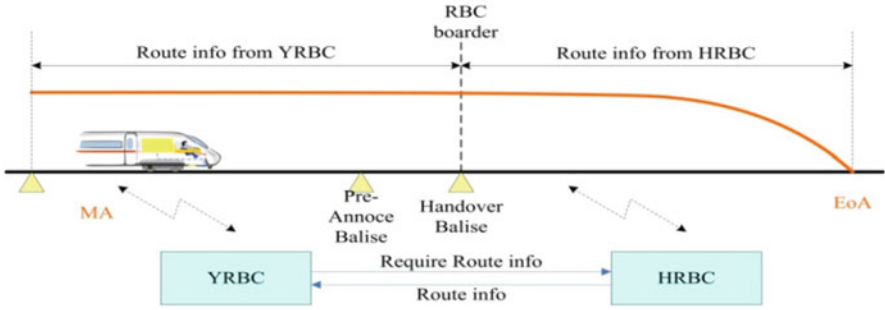 RBC
boarder
Route info from YRBC
Route info from HRBC
MA
Pre-
Annoce
Balise
Handover
Balise
EoA
YRBC
Require Route info
Route info
HRBC